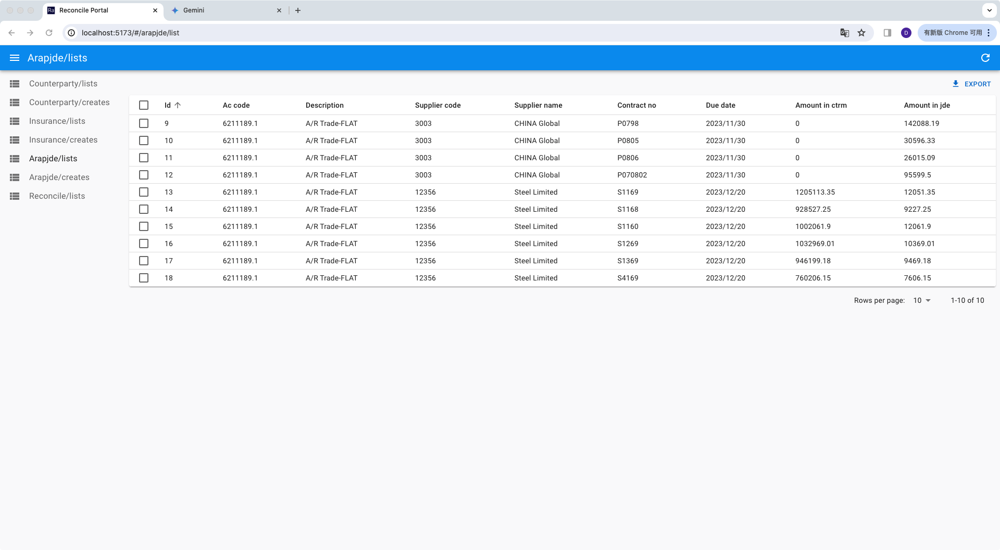 Ra Reconcile Portal
Gemini
localhost:5173/#/arapjde/list
D
有新版 Chrome 可用
Arapjde/lists
Counterparty/lists
Counterparty/creates
Insurance/lists
Insurance/creates
Arapjde/lists
Arapjde/creates
Reconcile/lists
EXPORT
Id Ac code Description Supplier code Supplier name Contract no Due date Amount in ctrm Amount in jde
9 6211189.1 A/R Trade-FLAT 3003 CHINA Global P0798 2023/11/30 0 142088.19
10 6211189.1 A/R Trade-FLAT 3003 CHINA Global P0805 2023/11/30 0 30596.33
11 6211189.1 A/R Trade-FLAT 3003 CHINA Global P0806 2023/11/30 0 26015.09
12 6211189.1 A/R Trade-FLAT 3003 CHINA Global P070802 2023/11/30 0 95599.5
13 6211189.1 A/R Trade-FLAT 12356 Steel Limited S1169 2023/12/20 1205113.35 12051.35
14 6211189.1 A/R Trade-FLAT 12356 Steel Limited S1168 2023/12/20 928527.25 9227.25
15 6211189.1 A/R Trade-FLAT 12356 Steel Limited S1160 2023/12/20 1002061.9 12061.9
16 6211189.1 A/R Trade-FLAT 12356 Steel Limited S1269 2023/12/20 1032969.01 10369.01
17 6211189.1 A/R Trade-FLAT 12356 Steel Limited S1369 2023/12/20 946199.18 9469.18
18 6211189.1 A/R Trade-FLAT 12356 Steel Limited S4169 2023/12/20 760206.15 7606.15
Rows per page: 10 1-10 of 10